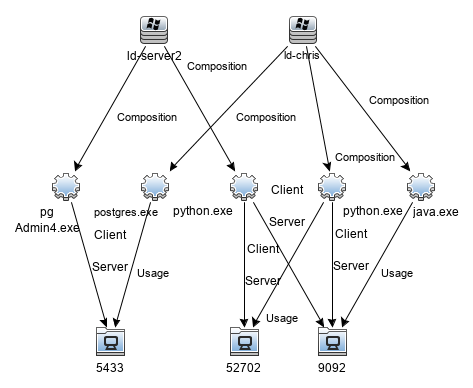 ld-server2
ld-chris
Composition
Composition
Composition
Composition
Composition
pg
Admin4.exe
postgres.exe
python.exe
Client
python.exe
java.exe
Server
Client
Client
Client
Server
Usage
Server
Server
Usage
Usage
5433
52702
9092